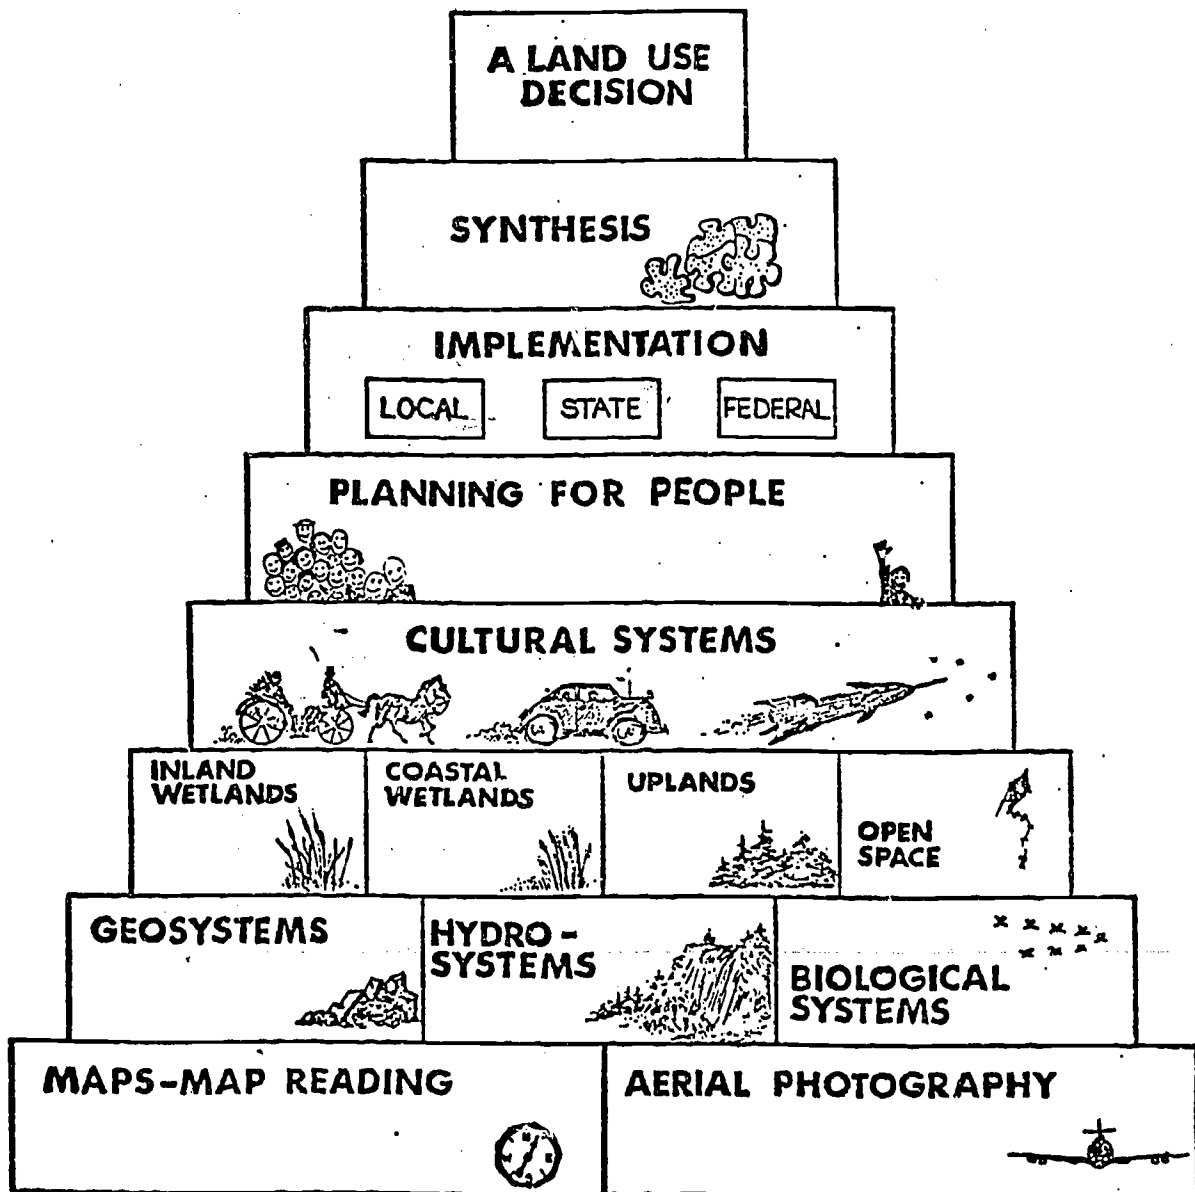 A LAND USE
DECISION
SYNTHESIS
IMPLEMENTATION
LOCAL
STATE
FEDERAL
PLANNING FOR PEOPLE
CULTURAL SYSTEMS
INLAND
WETLANDS
COASTAL
WETLANDS
UPLANDS
OPEN
SPACE
GEOSYSTEMS
HYDRO-
SYSTEMS
BIOLOGICAL
SYSTEMS
MAPS-MAP READING
AERIAL PHOTOGRAPHY